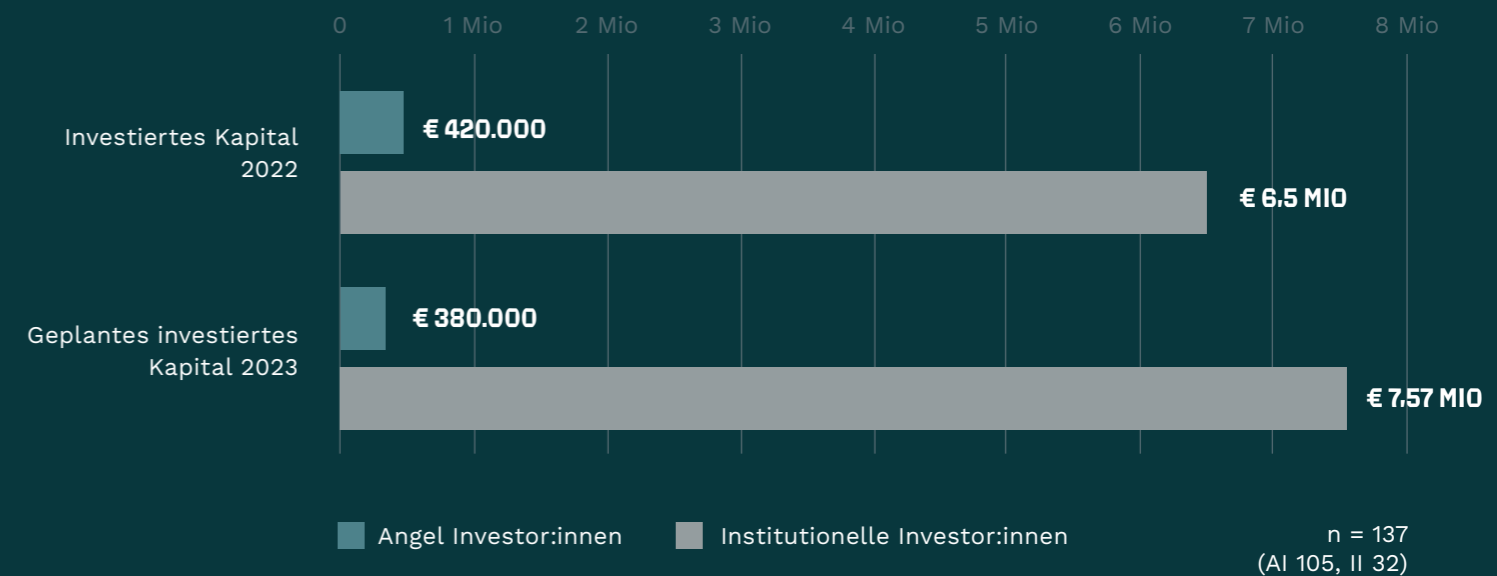 0 1 Mio 2 Mio 3 Mio 4 Mio 5 Mio 6 Mio 7 Mio 8 Mio
Investiertes Kapital
2022
€ 420.000
€ 6,5 MIO
Geplantes investiertes
Kapital 2023
€ 380.000
€ 7,57 MIO
Angel Investor:innen
Institutionelle Investor:innen
n = 137
(AI 105, II 32)